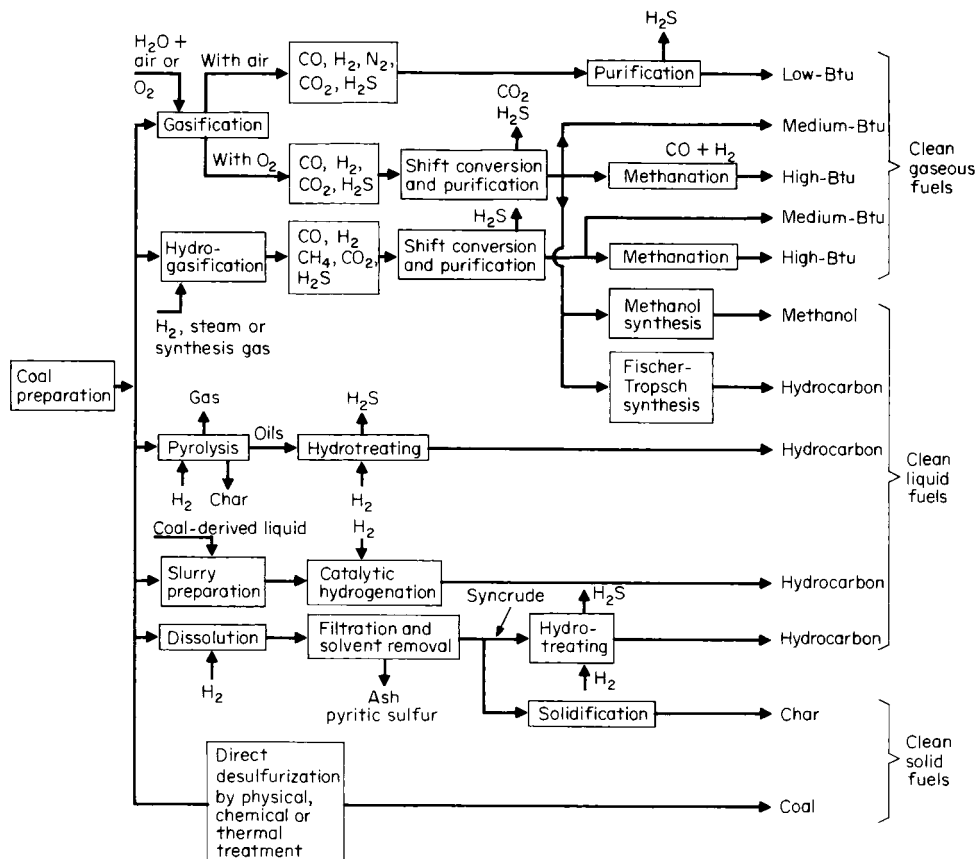 H₂O +
air or
O₂
With air
CO, H₂, N₂,
CO₂, H₂S
H₂S
Purification
Low-Btu
Gasification
With O₂
CO, H₂,
CO₂, H₂S
CO₂
H₂S
Shift conversion
and purification
Medium-Btu
CO + H₂
Methanation
High-Btu
Clean
gaseous
fuels
Hydro-
gasification
H₂, steam or
synthesis gas
CO, H₂
CH₄, CO₂,
H₂S
H₂S
Shift conversion
and purification
Medium-Btu
Methanation
High-Btu
Methanol
synthesis
Methanol
Fischer-
Tropsch
synthesis
Hydrocarbon
Coal
preparation
Gas
Pyrolysis
Oils
H₂
Char
H₂S
Hydrotreating
H₂
Hydrocarbon
Clean
liquid
fuels
Coal-derived liquid
Slurry
preparation
H₂
Catalytic
hydrogenation
Hydrocarbon
Dissolution
H₂
Filtration and
solvent removal
Ash
pyritic sulfur
Syncrude
H₂S
Hydro-
treating
H₂
Hydrocarbon
Solidification
Char
Clean
solid
fuels
Direct
desulfurization
by physical,
chemical or
thermal
treatment
Coal